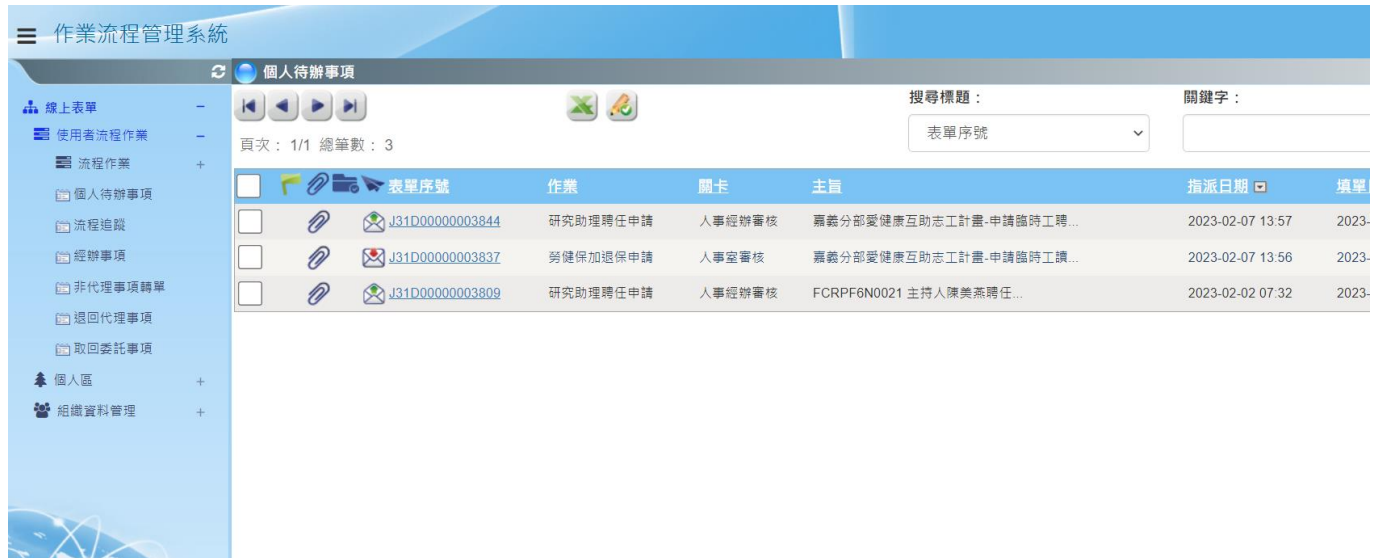 作業流程管理系統
個人待辦事項
線上表單
使用者流程作業
流程作業
個人待辦事項
流程追蹤
經辦事項
非代理事項轉單
退回代理事項
取回委託事項
個人區
組織資料管理
搜尋標題：
關鍵字：
表單序號
頁次： 1/1 總筆數： 3
表單序號 作業 關卡 主旨 指派日期 填單
J31D00000003844 研究助理聘任申請 人事經辦審核 嘉義分部愛健康互助志工計畫-申請臨時工聘... 2023-02-07 13:57 2023-
J31D00000003837 勞健保加退保申請 人事室審核 嘉義分部愛健康互助志工計畫-申請臨時工讀... 2023-02-07 13:56 2023-
J31D00000003809 研究助理聘任申請 人事經辦審核 FCRPF6N0021 主持人陳美燕聘任... 2023-02-02 07:32 2023-